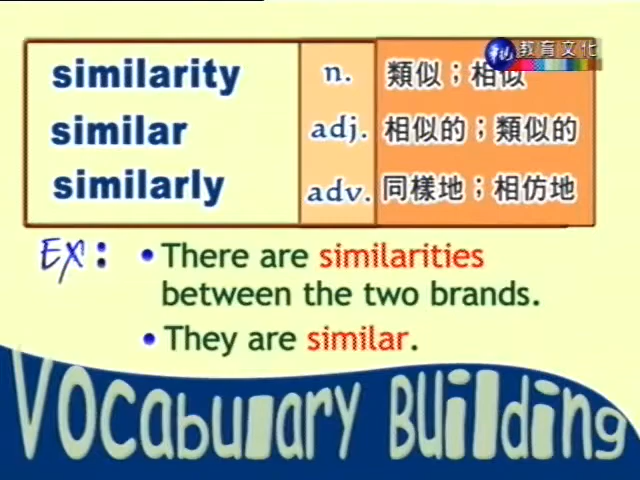 華視 教育文化
similarity n. 類似；相似
similar adj. 相似的；類似的
similarly adv. 同樣地；相仿地
EX: • There are similarities
between the two brands.
• They are similar.
Vocabulary Building